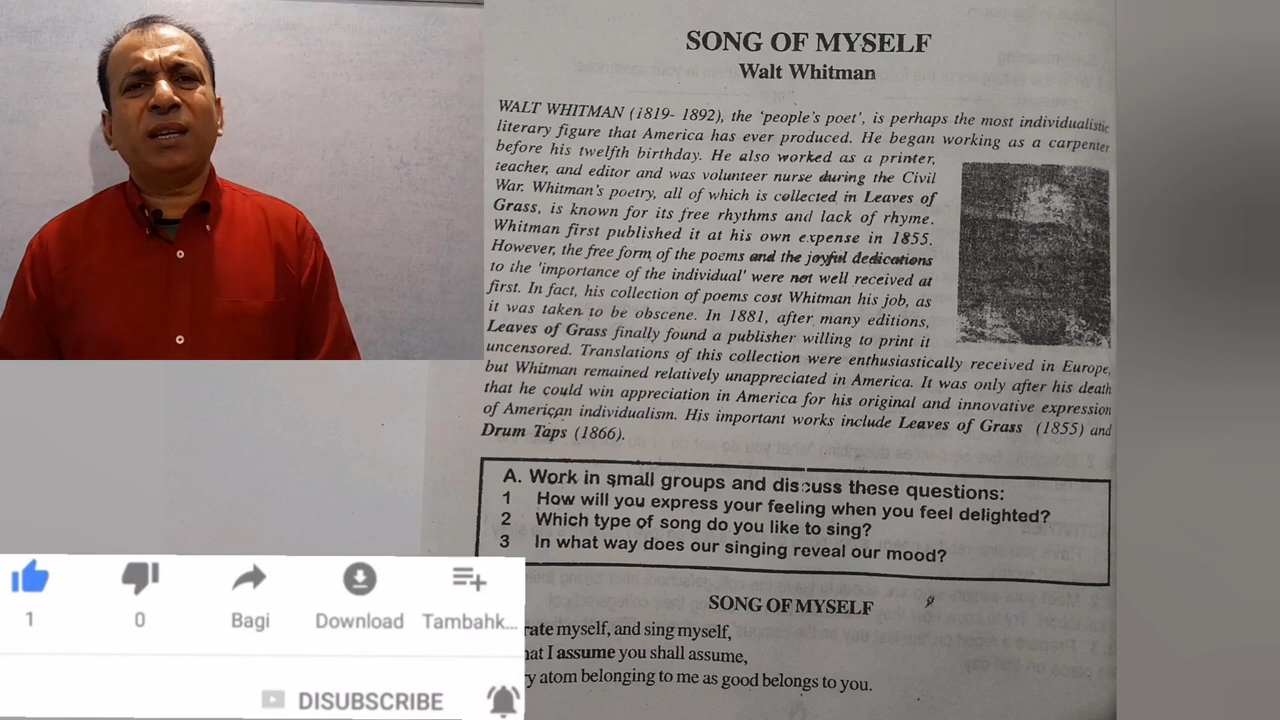 SONG OF MYSELF
Walt Whitman
WALT WHITMAN (1819- 1892), the 'people's poet', is perhaps the most individualistic
literary figure that America has ever produced. He began working as a carpenter
before his twelfth birthday. He also worked as a printer,
teacher, and editor and was volunteer nurse during the Civil
War. Whitman's poetry, all of which is collected in Leaves of
Grass, is known for its free rhythms and lack of rhyme.
Whitman first published it at his own expense in 1855.
However, the free form of the poems and the joyful dedications
to the 'importance of the individual' were not well received at
first. In fact, his collection of poems cost Whitman his job, as
it was taken to be obscene. In 1881, after many editions,
Leaves of Grass finally found a publisher willing to print it
uncensored. Translations of this collection were enthusiastically received in Europe,
but Whitman remained relatively unappreciated in America. It was only after his death
that he could win appreciation in America for his original and innovative expression
of American individualism. His important works include Leaves of Grass (1855) and
Drum Taps (1866).
A. Work in small groups and discuss these questions:
1 How will you express your feeling when you feel delighted?
2 Which type of song do you like to sing?
3 In what way does our singing reveal our mood?
SONG OF MYSELF
rate myself, and sing myself,
hat I assume you shall assume,
y atom belonging to me as good belongs to you.
1 0 Bagi Download Tambahk...
DISUBSCRIBE